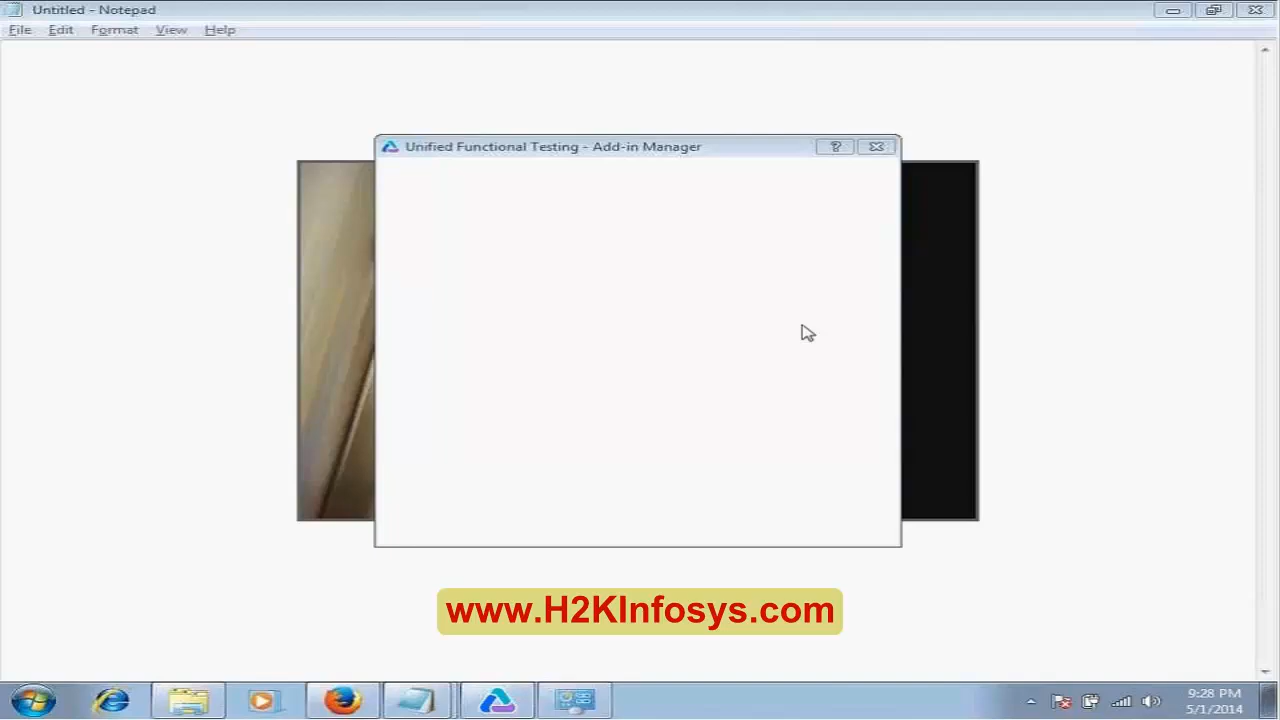 Untitled - Notepad
File Edit Format View Help
Unified Functional Testing - Add-in Manager
www.H2KInfosys.com
9:28 PM
5/1/2014